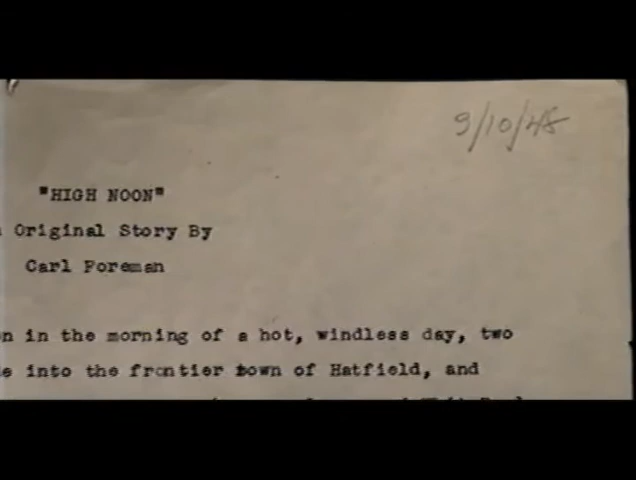 9/10/48
"HIGH NOON"
Original Story By
Carl Foreman
in the morning of a hot, windless day, two
into the frontier town of Hatfield, and